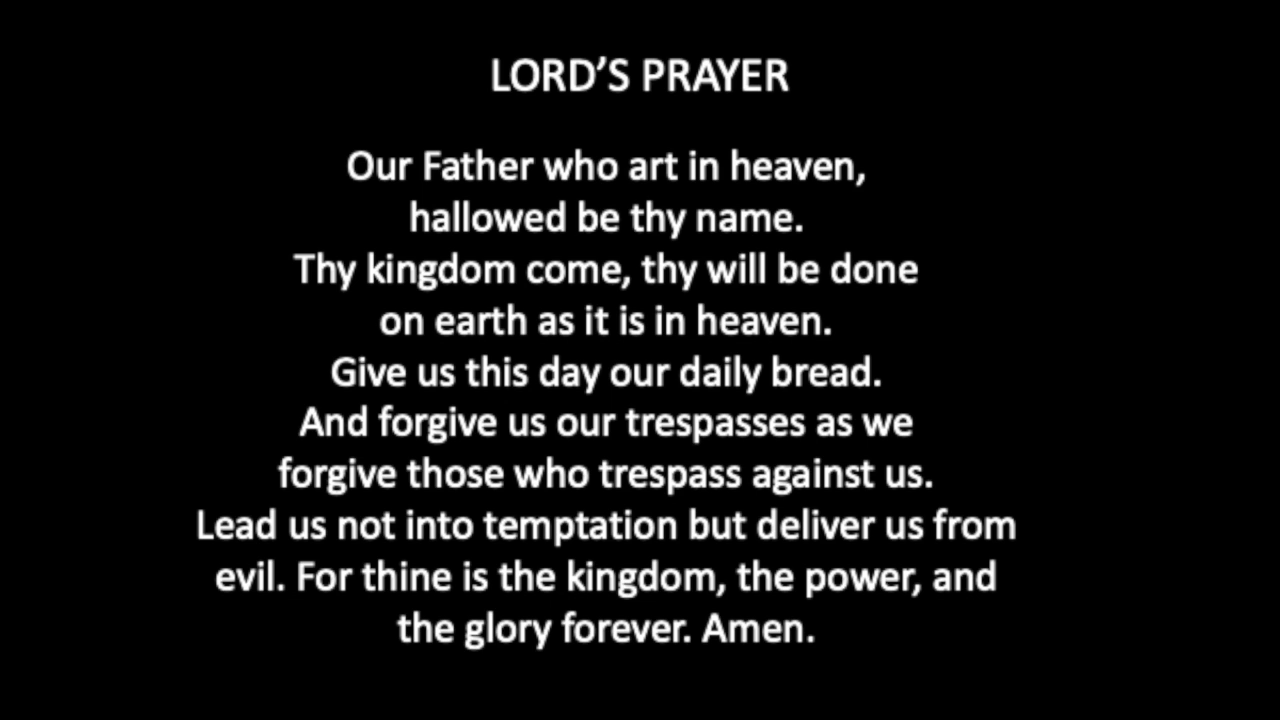 LORD’S PRAYER
Our Father who art in heaven,
hallowed be thy name.
Thy kingdom come, thy will be done
on earth as it is in heaven.
Give us this day our daily bread.
And forgive us our trespasses as we
forgive those who trespass against us.
Lead us not into temptation but deliver us from
evil. For thine is the kingdom, the power, and
the glory forever. Amen.